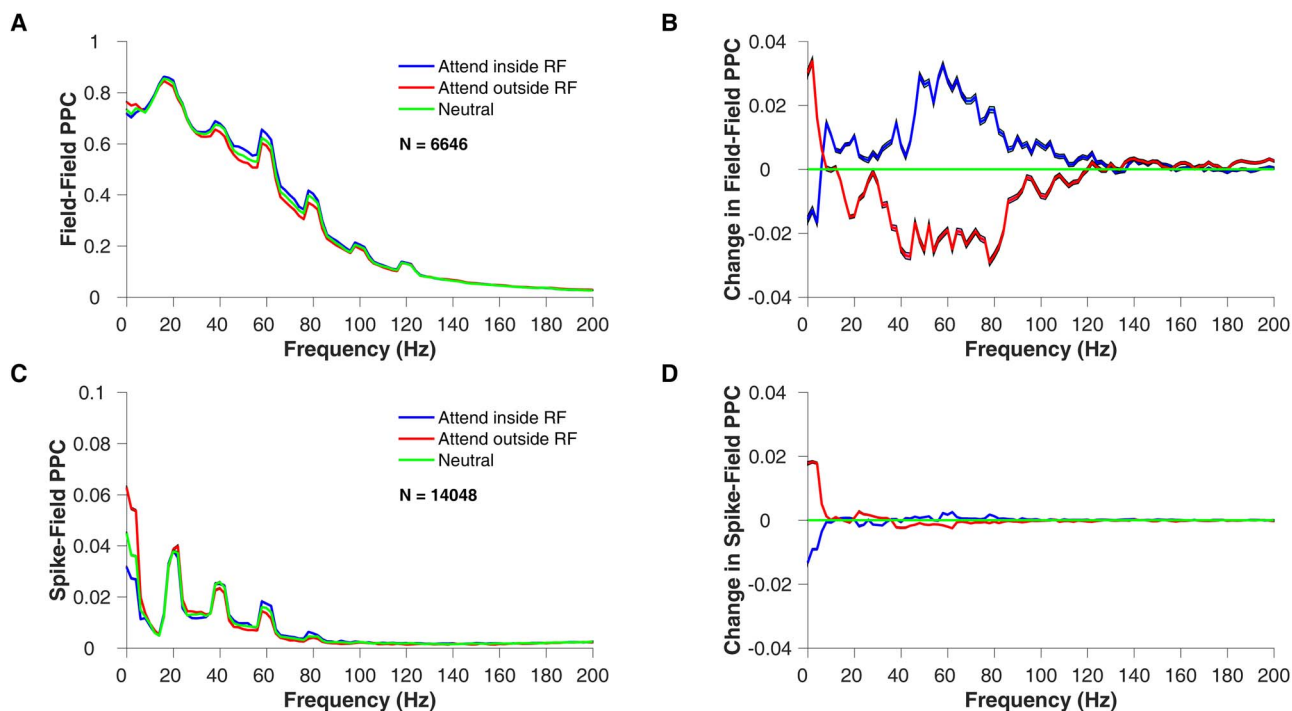 A
Field-Field PPC
1
0.8
0.6
0.4
0.2
0
Attend inside RF
Attend outside RF
Neutral
N = 6646
0 20 40 60 80 100 120 140 160 180 200
Frequency (Hz)
B
Change in Field-Field PPC
0.04
0.02
0
-0.02
-0.04
20 40 60 80 100 120 140 160 180 200
Frequency (Hz)
C
Spike-Field PPC
0.1
0.08
0.06
0.04
0.02
0
Attend inside RF
Attend outside RF
Neutral
N = 14048
0 20 40 60 80 100 120 140 160 180 200
Frequency (Hz)
D
Change in Spike-Field PPC
0.04
0.02
0
-0.02
-0.04
0 20 40 60 80 100 120 140 160 180 200
Frequency (Hz)